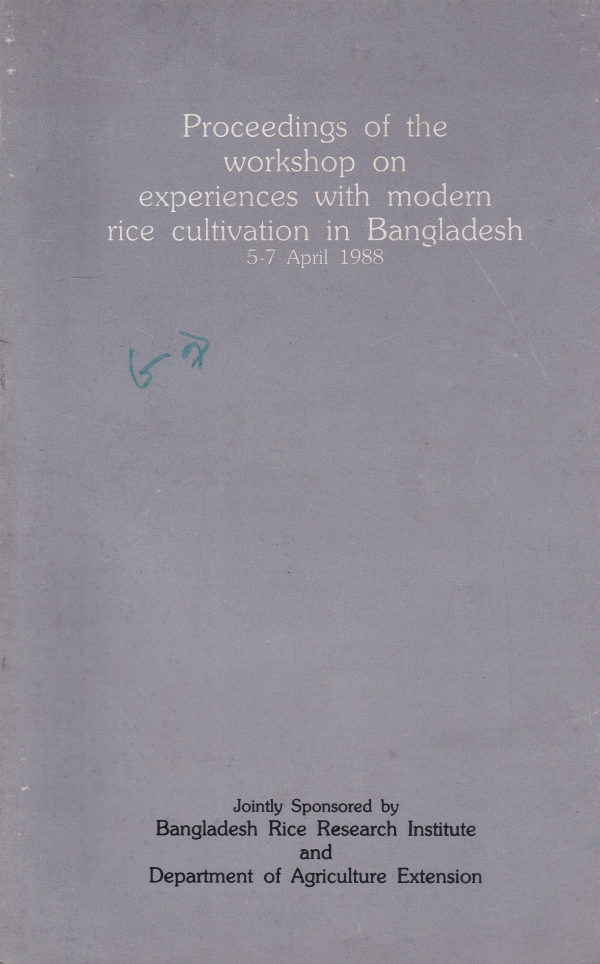 Proceedings of the
workshop on
experiences with modern
rice cultivation in Bangladesh
5-7 April 1988
Jointly Sponsored by
Bangladesh Rice Research Institute
and
Department of Agriculture Extension